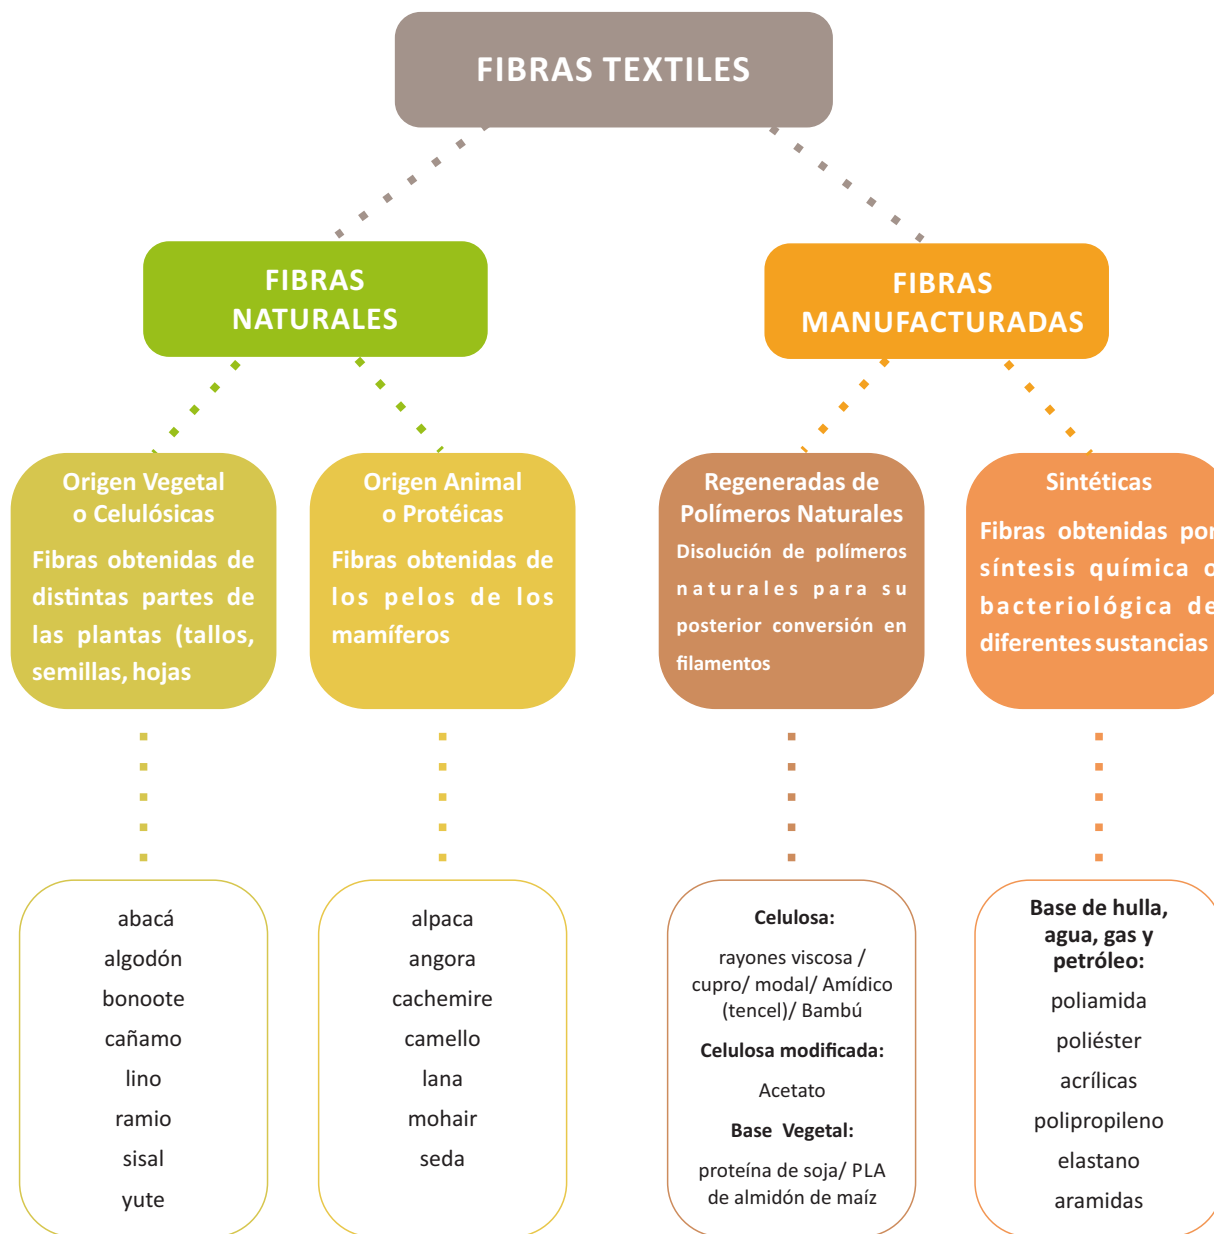 FIBRAS TEXTILES
FIBRAS
NATURALES
FIBRAS
MANUFACTURADAS
Origen Vegetal
o Celulósicas
Fibras obtenidas de
distintas partes de
las plantas (tallos,
semillas, hojas
Origen Animal
o Protéicas
Fibras obtenidas de
los pelos de los
mamíferos
Regeneradas de
Polímeros Naturales
Disolución de polímeros
naturales para su
posterior conversión en
filamentos
Sintéticas
Fibras obtenidas por
síntesis química o
bacteriológica de
diferentes sustancias
abacá
algodón
bonoote
cañamo
lino
ramio
sisal
yute
alpaca
angora
cachemire
camello
lana
mohair
seda
Celulosa:
rayones viscosa /
cupro/ modal/ Amídico
(tencel)/ Bambú
Celulosa modificada:
Acetato
Base Vegetal:
proteína de soja/ PLA
de almidón de maíz
Base de hulla,
agua, gas y
petróleo:
poliamida
poliéster
acrílicas
polipropileno
elastano
aramidas